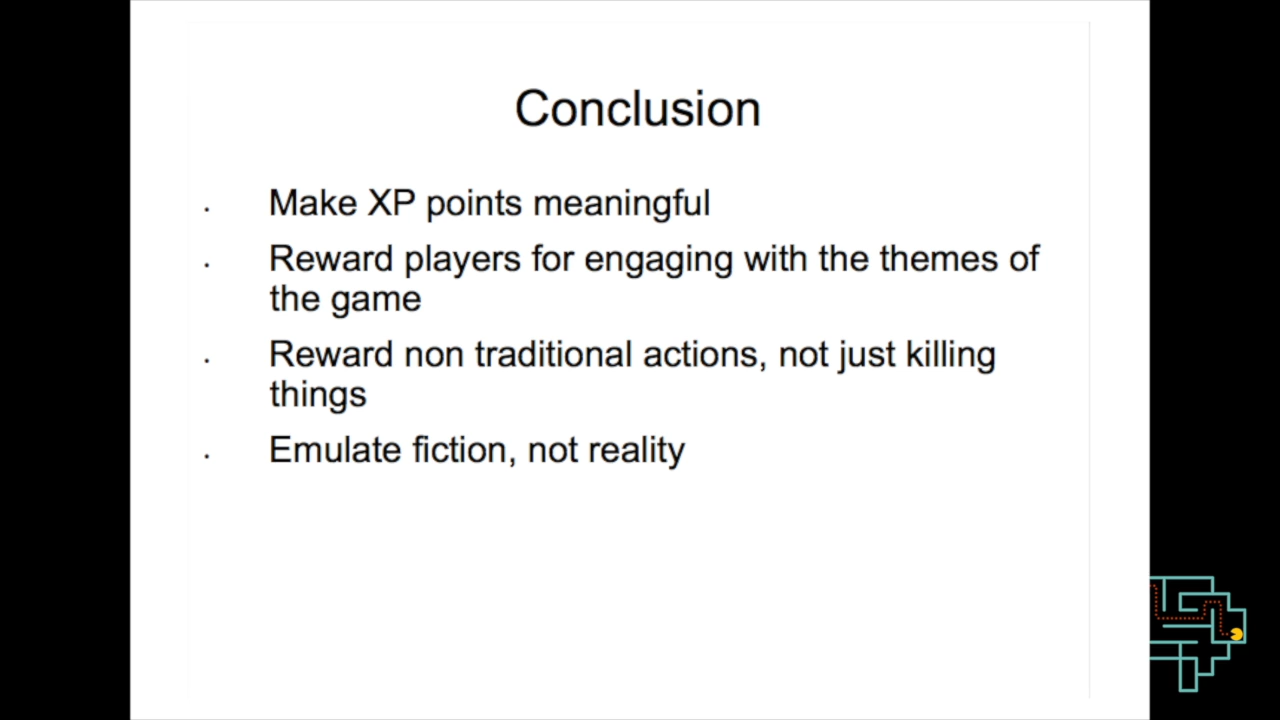 Conclusion
. Make XP points meaningful
. Reward players for engaging with the themes of
the game
. Reward non traditional actions, not just killing
things
. Emulate fiction, not reality